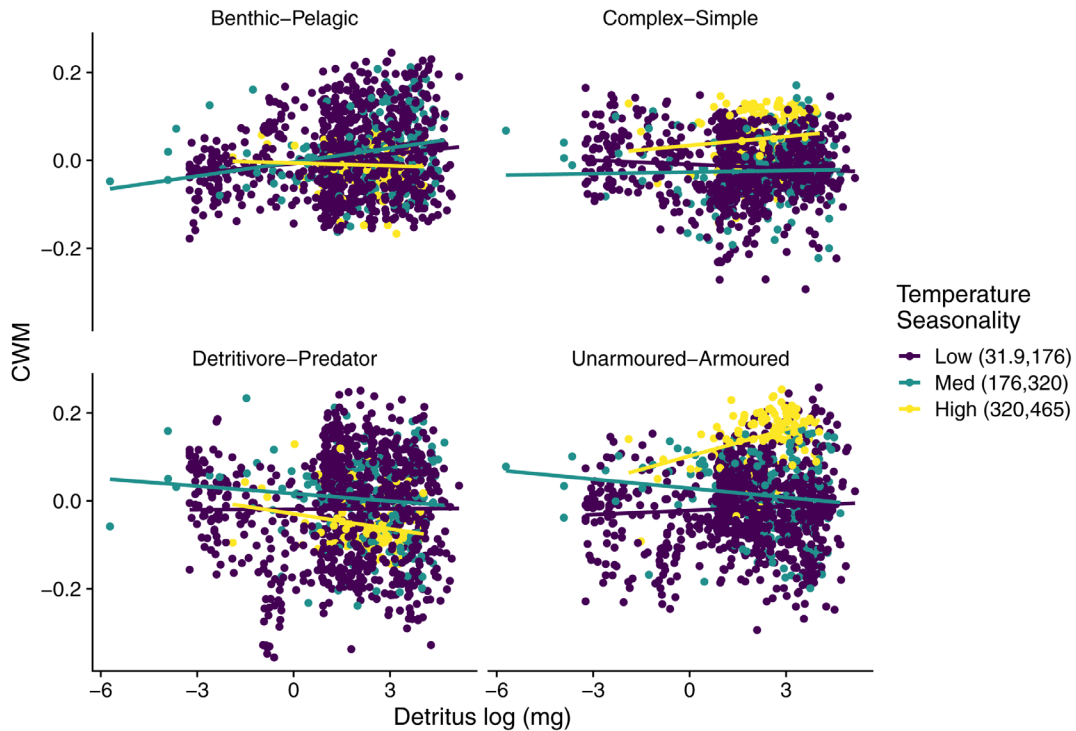 Benthic−Pelagic
Complex−Simple
0.2
0.0
−0.2
CWM
Detritivore−Predator
Unarmoured−Armoured
0.2
0.0
−0.2
−6 −3 0 3 −6 −3 0 3
Detritus log (mg)
Temperature
Seasonality
Low (31.9,176)
Med (176,320)
High (320,465)